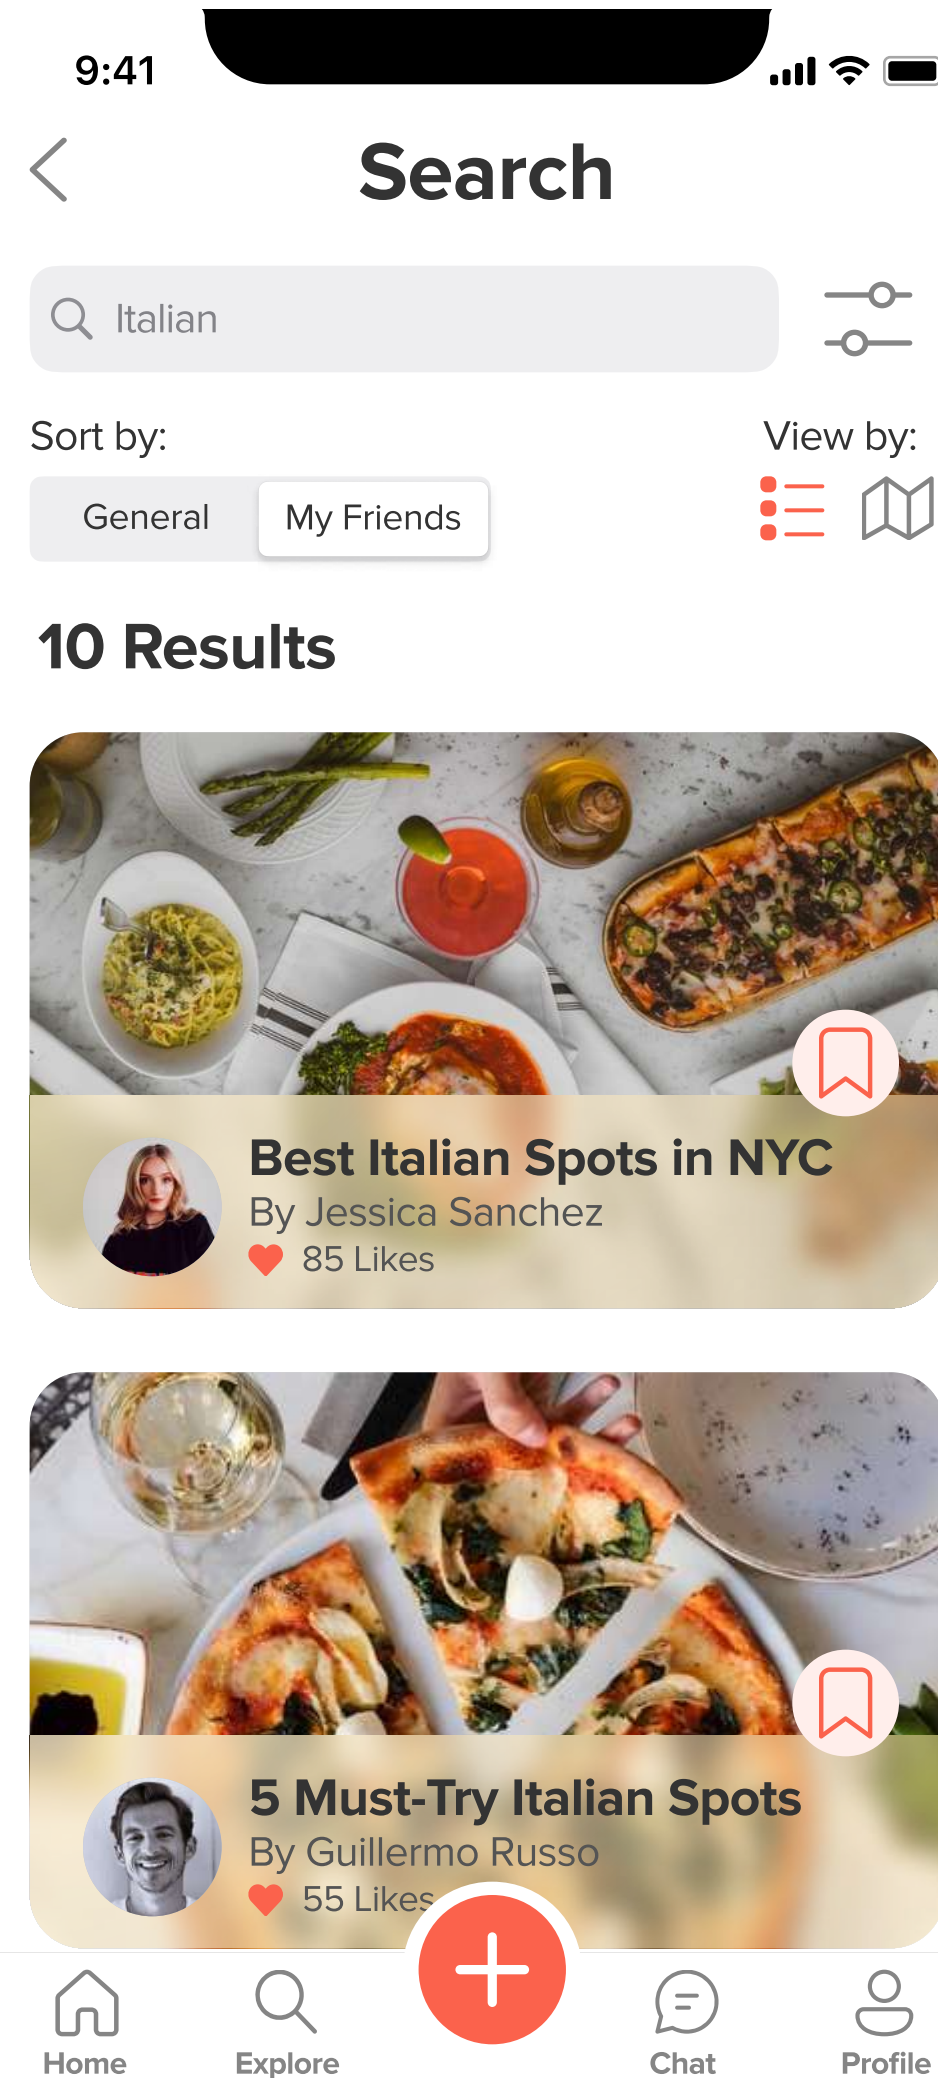 9:41
Search
Italian
Sort by:
View by:
General
My Friends
10 Results
Best Italian Spots in NYC
By Jessica Sanchez
85 Likes
5 Must-Try Italian Spots
By Guillermo Russo
55 Likes
Home
Explore
Chat
Profile